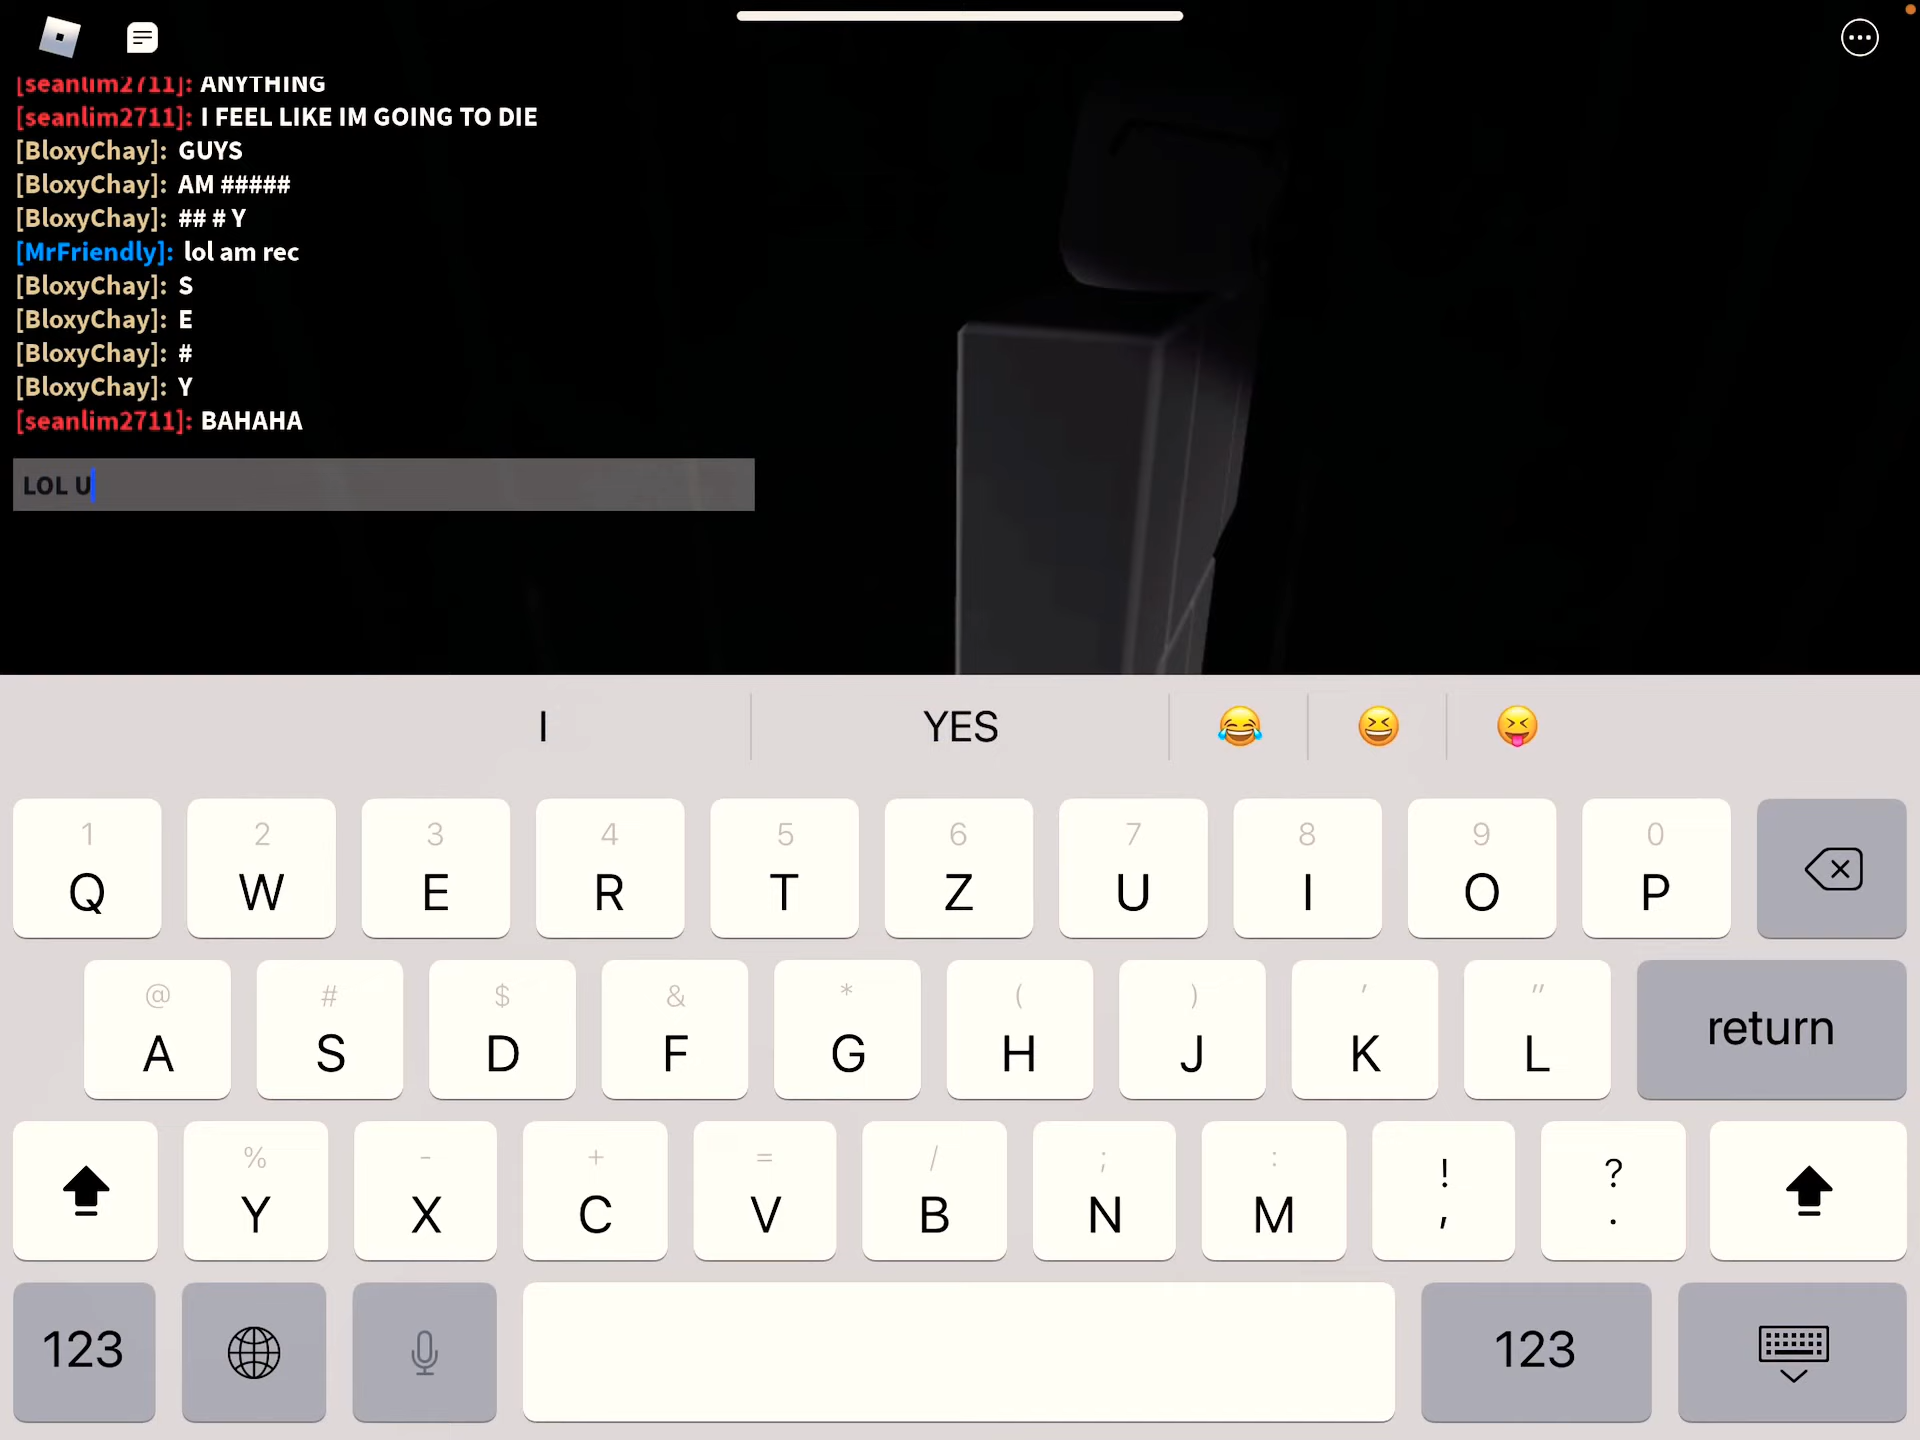 [seanlim2711]: ANYTHING
[seanlim2711]: I FEEL LIKE IM GOING TO DIE
[BloxyChay]: GUYS
[BloxyChay]: AM #####
[BloxyChay]: ## # Y
[MrFriendly]: lol am rec
[BloxyChay]: S
[BloxyChay]: E
[BloxyChay]: #
[BloxyChay]: Y
[seanlim2711]: BAHAHA
LOL U
I YES 😂 😆 😝
1 2 3 4 5 6 7 8 9 0
Q W E R T Z U I O P
@ # $ & * ( ) ' "
A S D F G H J K L return
% - + = / ; : ! ?
Y X C V B N M , .
123 123